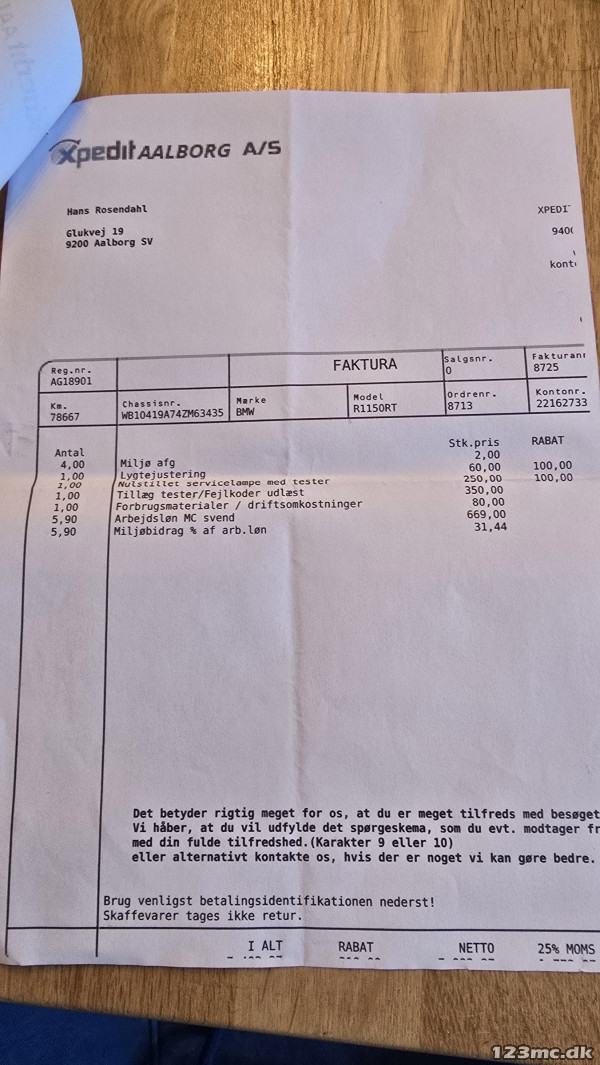 xpedit AALBORG A/S
Hans Rosendahl
Glukvej 19
9200 Aalborg SV
XPEDI
940
kont
Reg.nr.
AG18901
FAKTURA
Salgsnr.
0
Fakturanr
8725
Km.
78667
Chassisnr.
WB10419A74ZM63435
Mærke
BMW
Model
R1150RT
Ordrenr.
8713
Kontonr.
22162733
Antal Stk.pris RABAT
4,00 Miljø afg 2,00
1,00 Lygtejustering 60,00 100,00
1,00 Nulstillet servicelampe med tester 250,00 100,00
1,00 Tillæg tester/Fejlkoder udlæst 350,00
1,00 Forbrugsmaterialer / driftsomkostninger 80,00
5,90 Arbejdsløn MC svend 669,00
5,90 Miljøbidrag % af arb.løn 31,44
Det betyder rigtig meget for os, at du er meget tilfreds med besøget
Vi håber, at du vil udfylde det spørgeskema, som du evt. modtager fr
med din fulde tilfredshed.(Karakter 9 eller 10)
eller alternativt kontakte os, hvis der er noget vi kan gøre bedre.
Brug venligst betalingsidentifikationen nederst!
Skaffevarer tages ikke retur.
I ALT RABAT NETTO 25% MOMS
123mc.dk